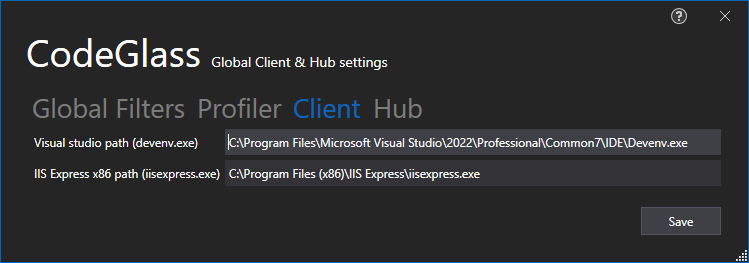 ?
CodeGlass Global Client & Hub settings
Global Filters Profiler Client Hub
Visual studio path (devenv.exe) C:\Program Files\Microsoft Visual Studio\2022\Professional\Common7\IDE\Devenv.exe
IIS Express x86 path (iisexpress.exe) C:\Program Files (x86)\IIS Express\iisexpress.exe
Save